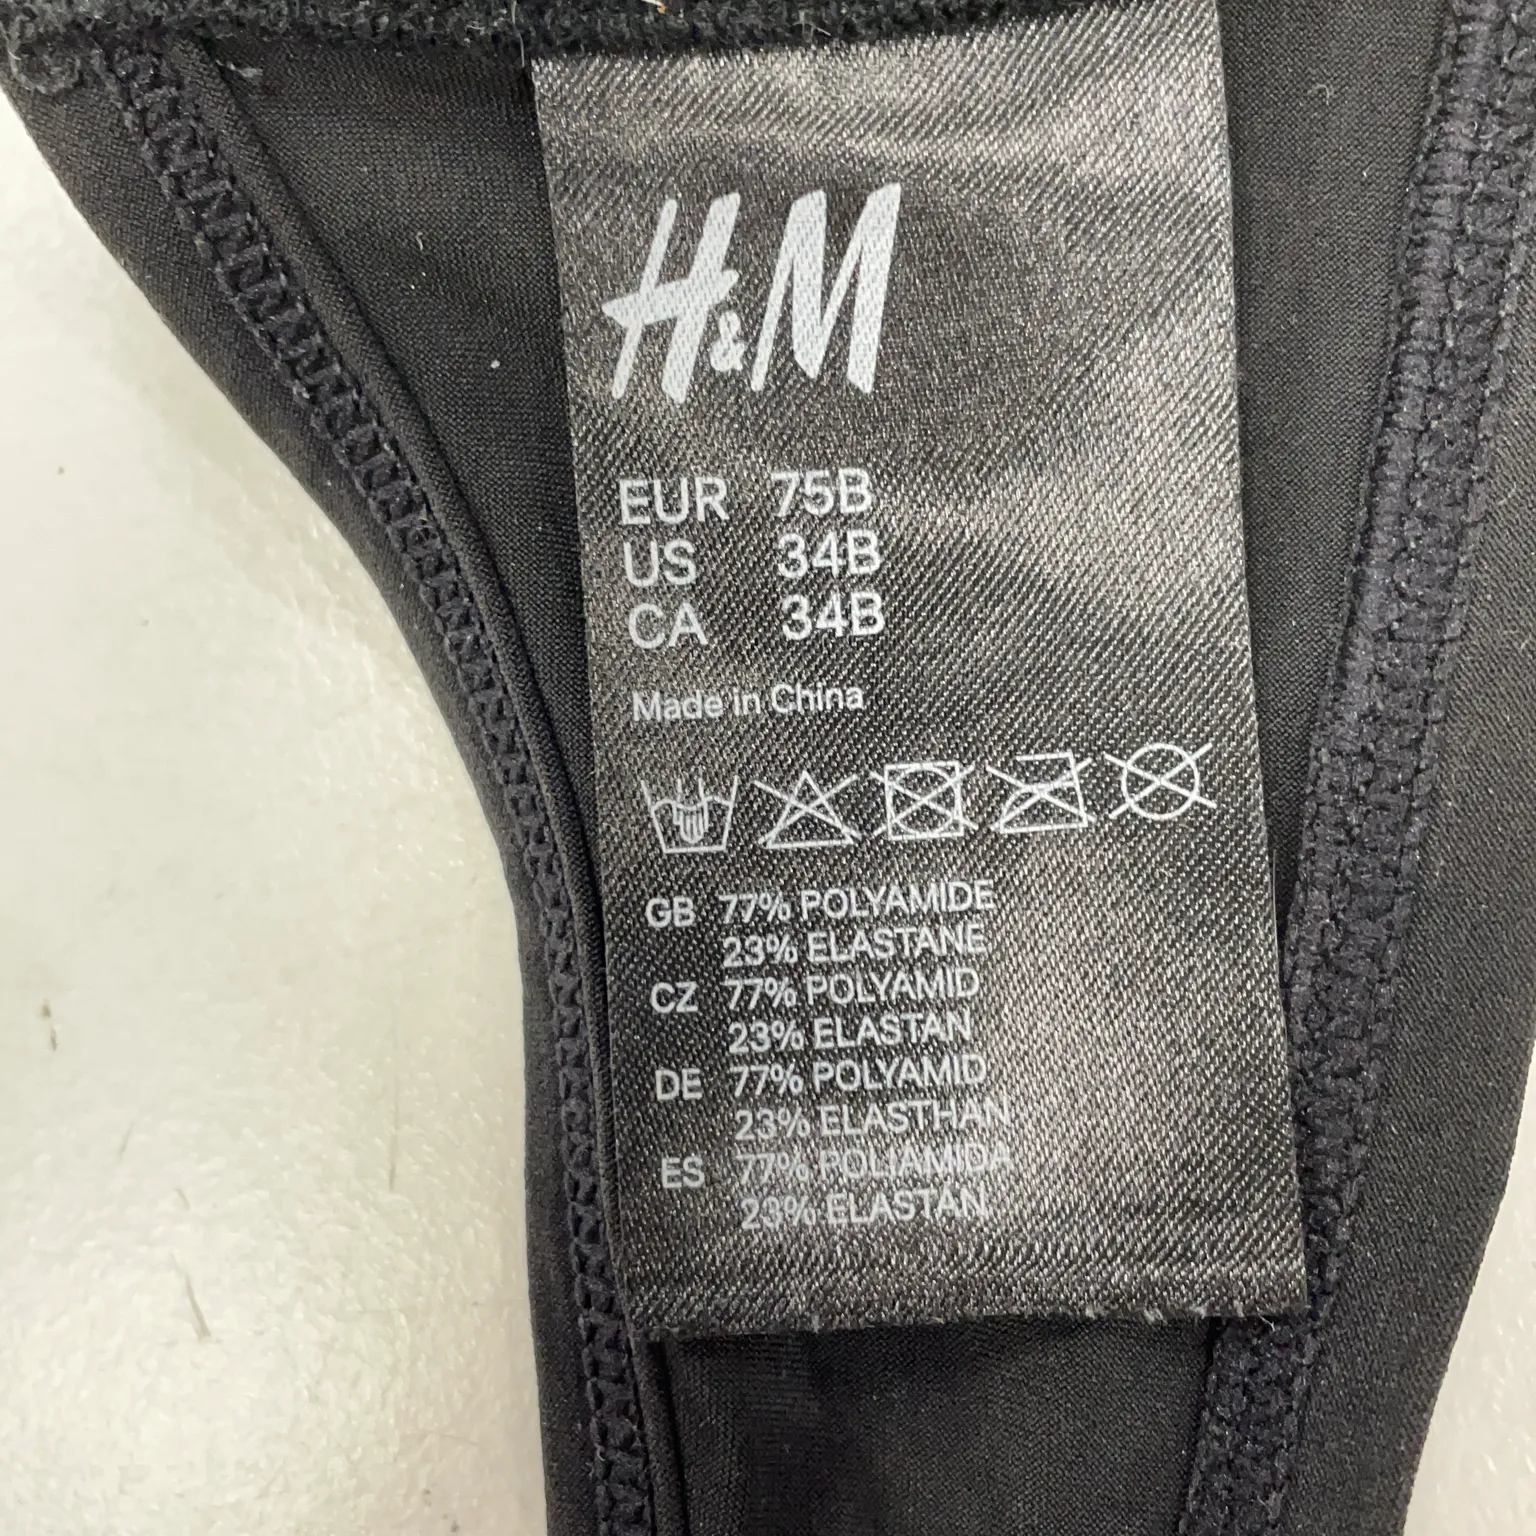 H&M
EUR 75B
US 34B
CA 34B
Made in China
GB 77% POLYAMIDE
23% ELASTANE
CZ 77% POLYAMID
23% ELASTAN
DE 77% POLYAMID
23% ELASTHAN
ES 77% POLIAMIDA
23% ELASTAN